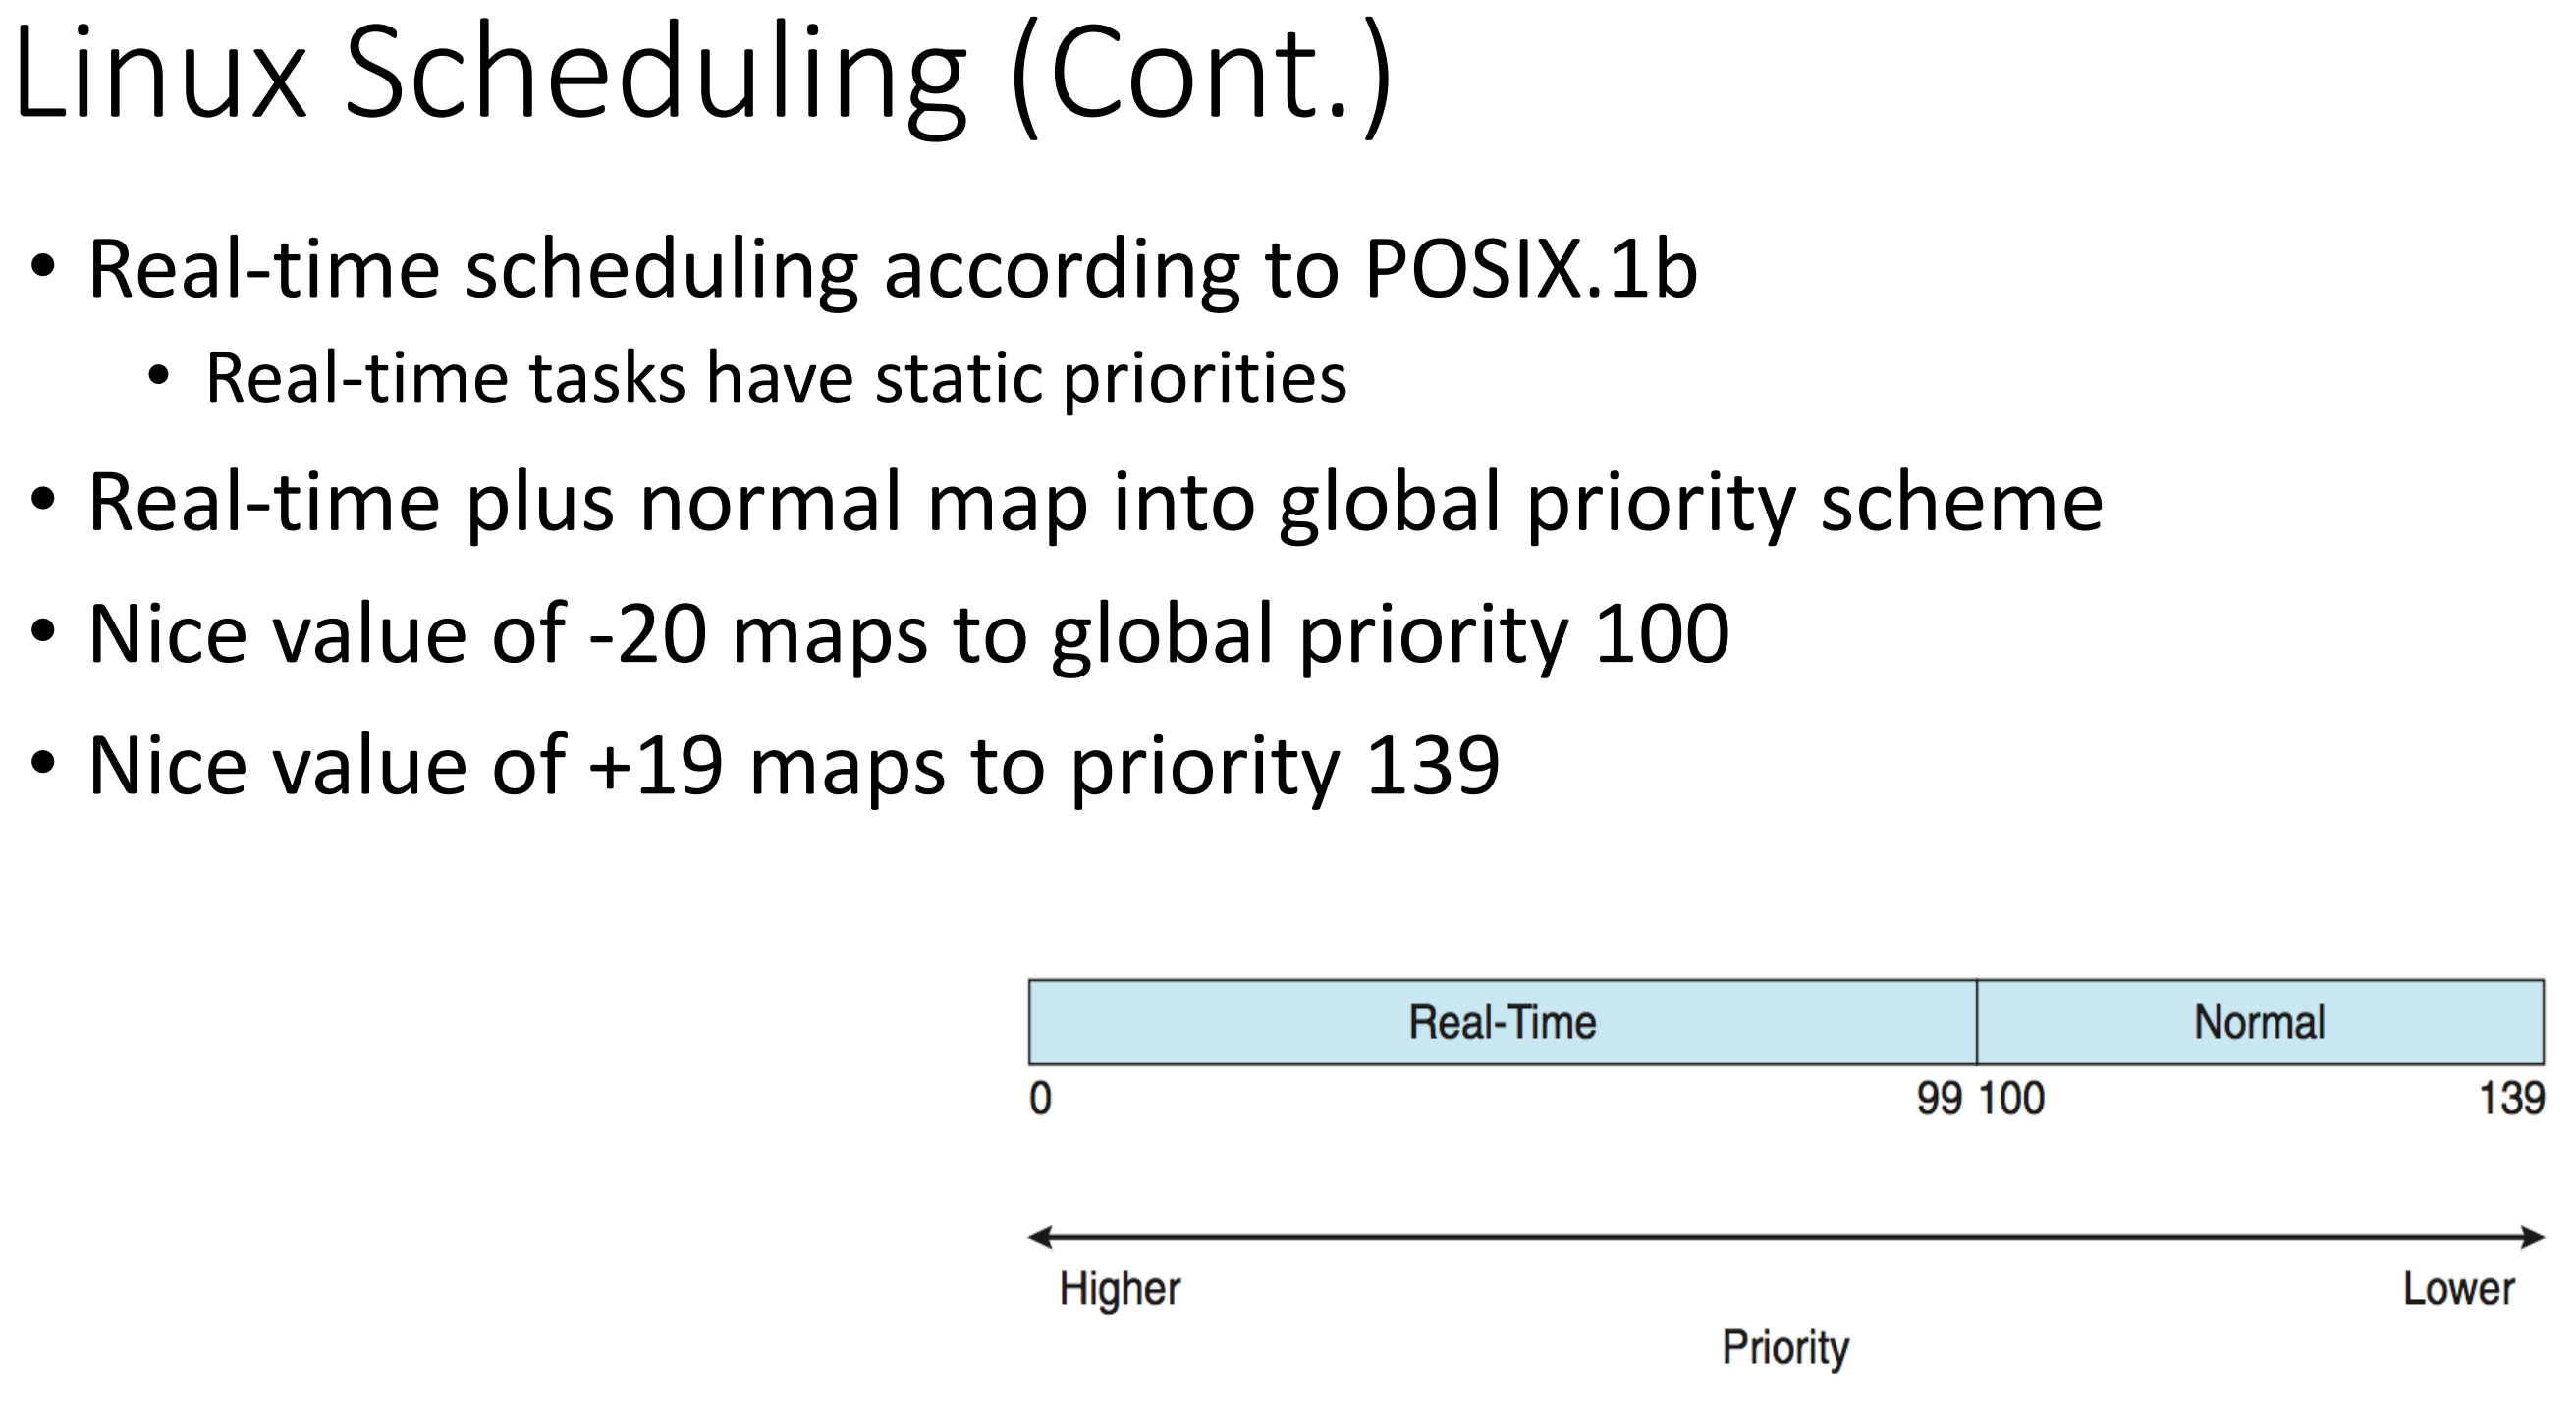 Linux Scheduling (Cont.)
• Real-time scheduling according to POSIX.1b
• Real-time tasks have static priorities
• Real-time plus normal map into global priority scheme
• Nice value of -20 maps to global priority 100
• Nice value of +19 maps to priority 139
Real-Time Normal
0 99 100 139
Higher Lower
Priority